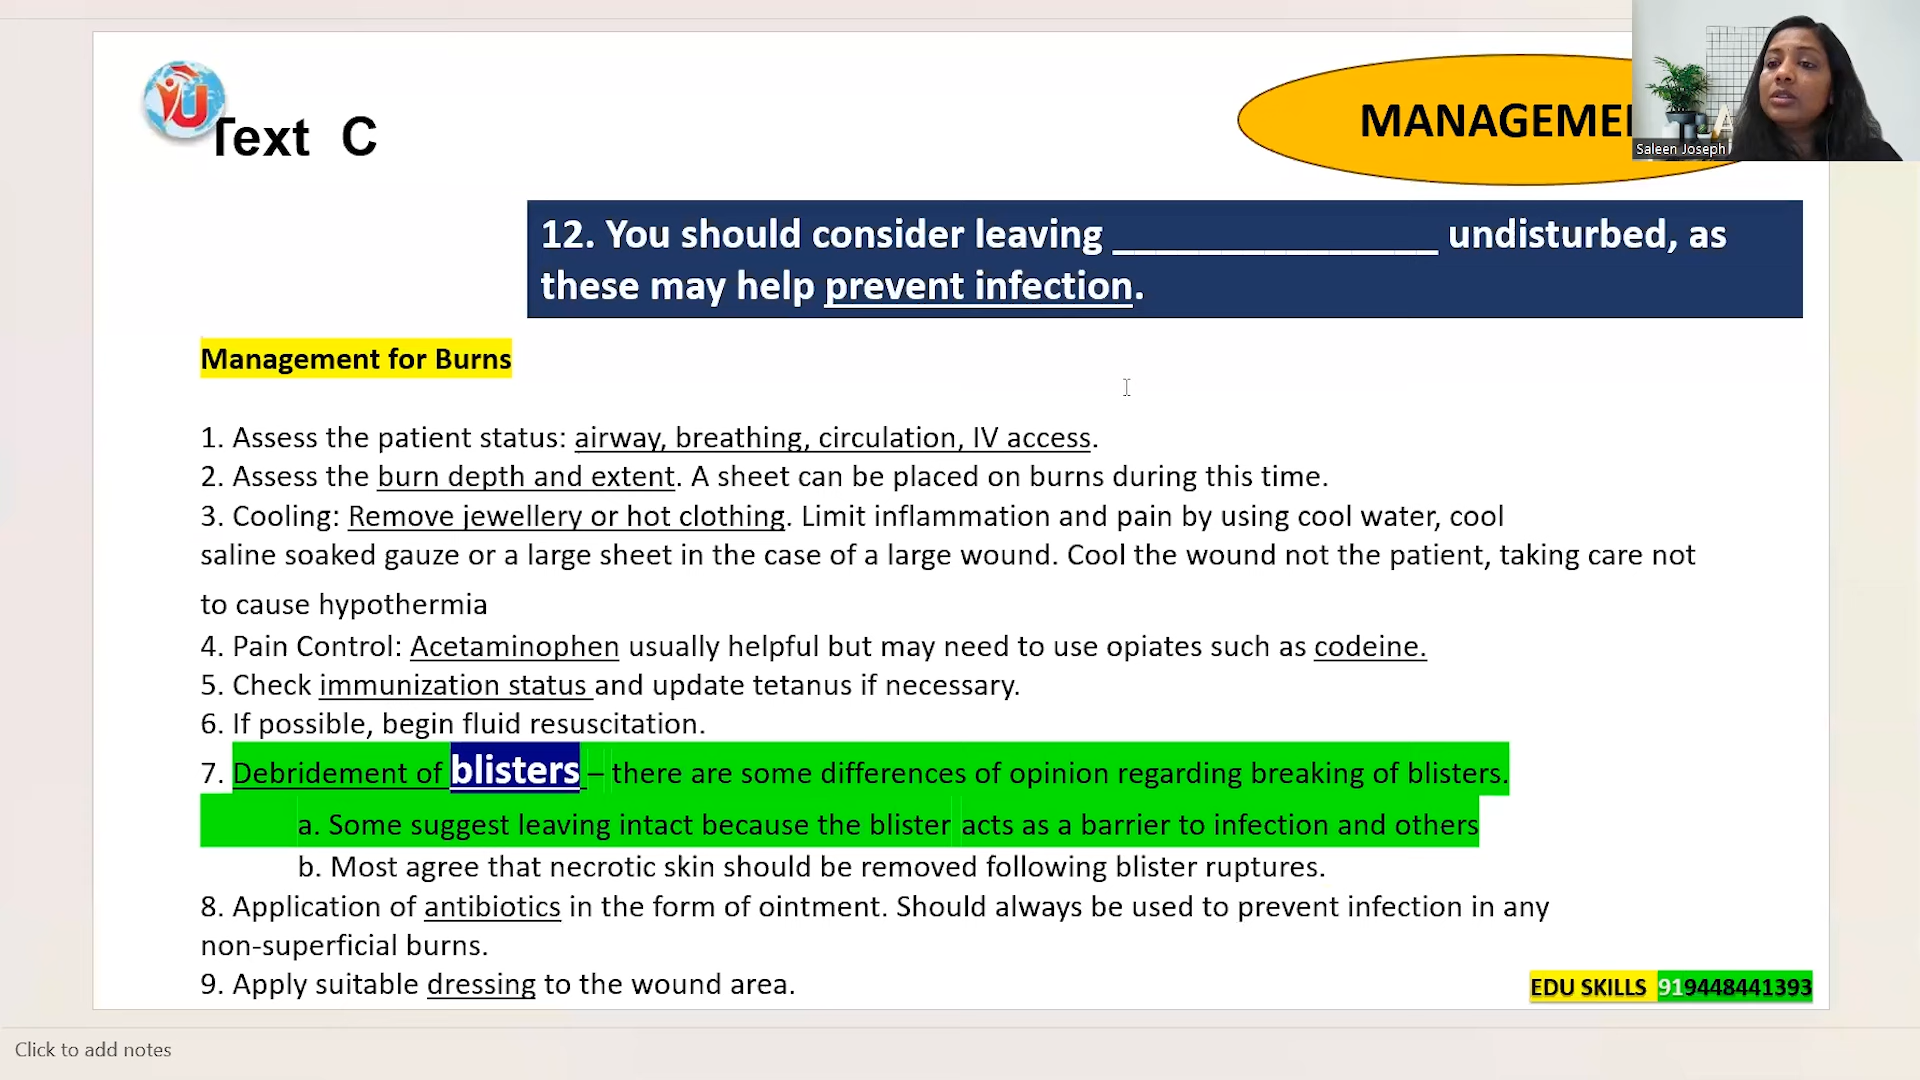 Text C
MANAGEME
Saleen Joseph
12. You should consider leaving _______________ undisturbed, as
these may help prevent infection.
Management for Burns
1. Assess the patient status: airway, breathing, circulation, IV access.
2. Assess the burn depth and extent. A sheet can be placed on burns during this time.
3. Cooling: Remove jewellery or hot clothing. Limit inflammation and pain by using cool water, cool
saline soaked gauze or a large sheet in the case of a large wound. Cool the wound not the patient, taking care not
to cause hypothermia
4. Pain Control: Acetaminophen usually helpful but may need to use opiates such as codeine.
5. Check immunization status and update tetanus if necessary.
6. If possible, begin fluid resuscitation.
7. Debridement of blisters – there are some differences of opinion regarding breaking of blisters.
a. Some suggest leaving intact because the blister acts as a barrier to infection and others
b. Most agree that necrotic skin should be removed following blister ruptures.
8. Application of antibiotics in the form of ointment. Should always be used to prevent infection in any
non-superficial burns.
9. Apply suitable dressing to the wound area.
EDU SKILLS 919448441393
Click to add notes